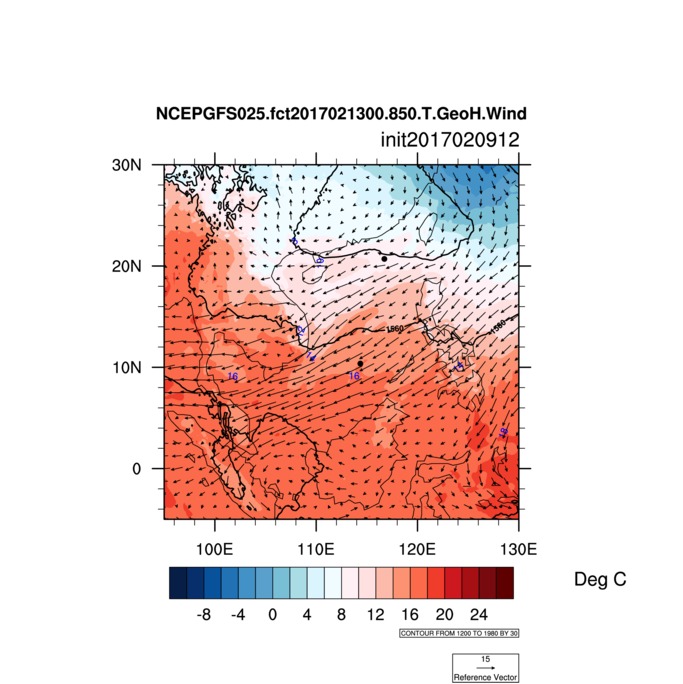 NCEPGFS025.fct2017021300.850.T.GeoH.Wind
init2017020912
30N
20N
10N
0
100E
110E
120E
130E
1560
1560
16
16
-8
-4
0
4
8
12
16
20
24
Deg C
CONTOUR FROM 1200 TO 1980 BY 30
15
Reference Vector